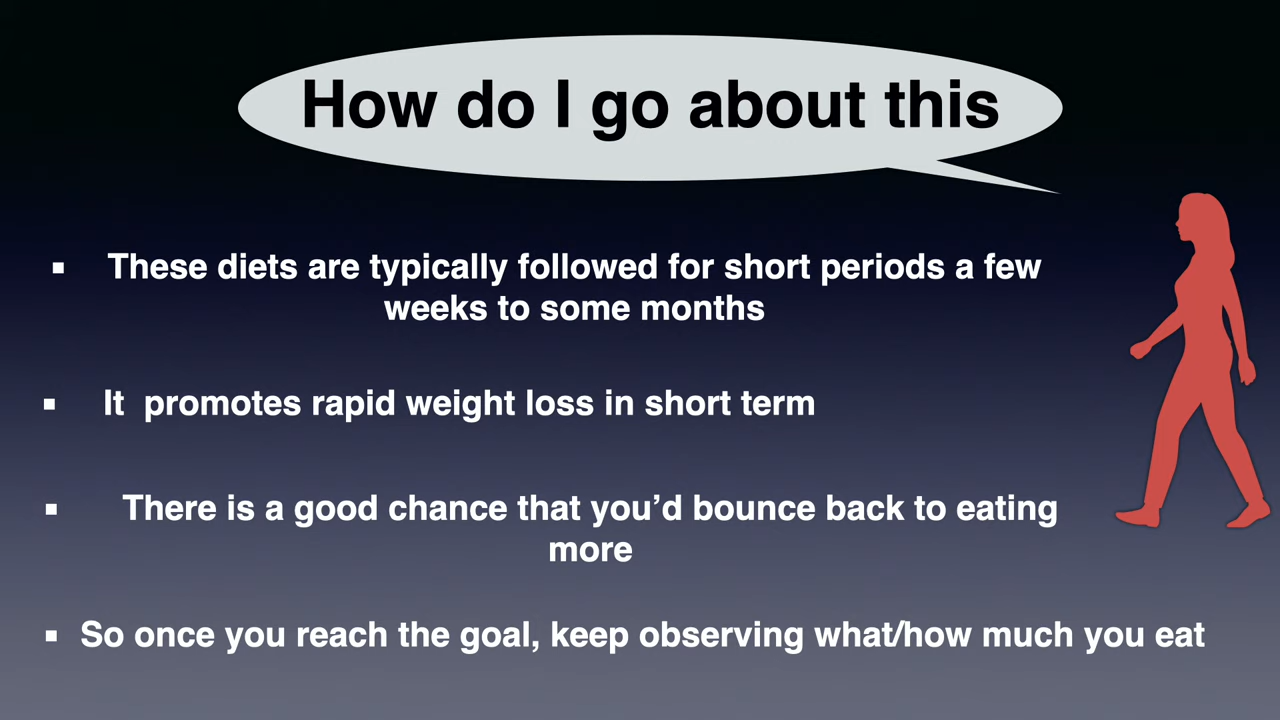 How do I go about this
▪ These diets are typically followed for short periods a few
weeks to some months
▪ It promotes rapid weight loss in short term
▪ There is a good chance that you’d bounce back to eating
more
▪ So once you reach the goal, keep observing what/how much you eat